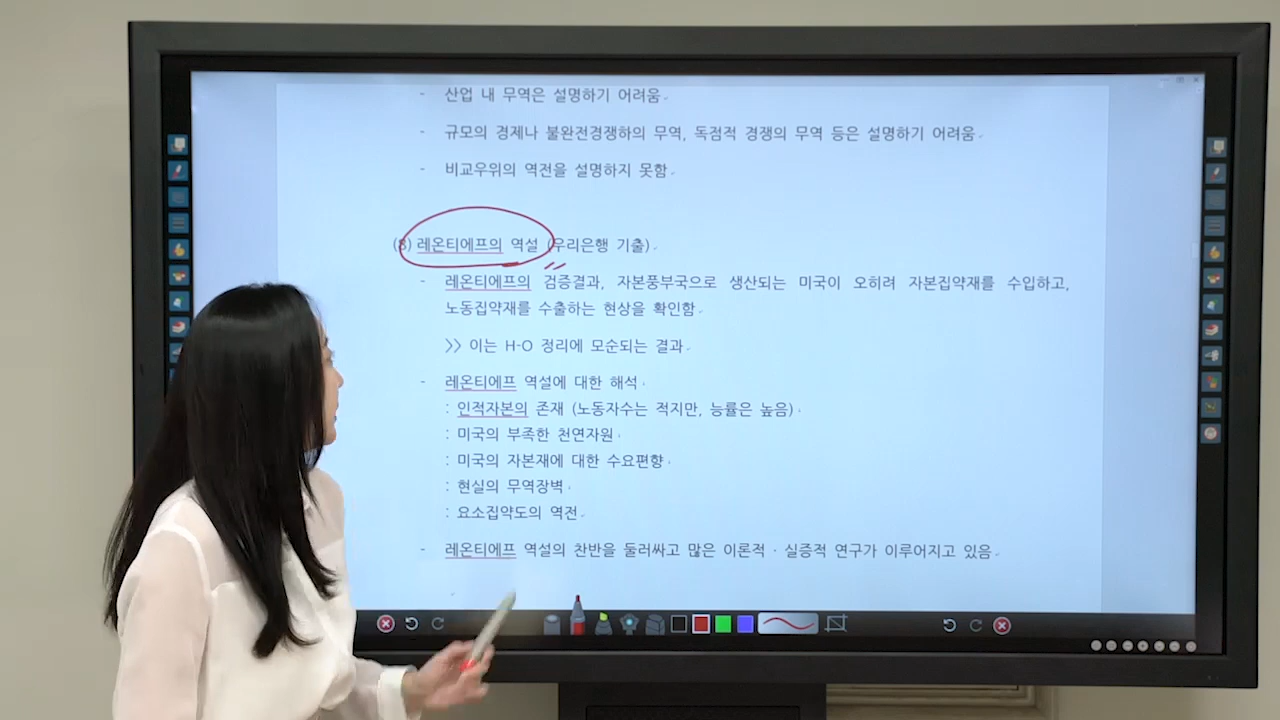 - 산업 내 무역은 설명하기 어려움
- 규모의 경제나 불완전경쟁하의 무역, 독점적 경쟁의 무역 등은 설명하기 어려움
- 비교우위의 역전을 설명하지 못함
(8) 레온티에프의 역설 (우리은행 기출)
- 레온티에프의 검증결과, 자본풍부국으로 생산되는 미국이 오히려 자본집약재를 수입하고,
노동집약재를 수출하는 현상을 확인함
>> 이는 H-O 정리에 모순되는 결과
- 레온티에프 역설에 대한 해석
: 인적자본의 존재 (노동자수는 적지만, 능률은 높음)
: 미국의 부족한 천연자원
: 미국의 자본재에 대한 수요편향
: 현실의 무역장벽
: 요소집약도의 역전
- 레온티에프 역설의 찬반을 둘러싸고 많은 이론적 · 실증적 연구가 이루어지고 있음